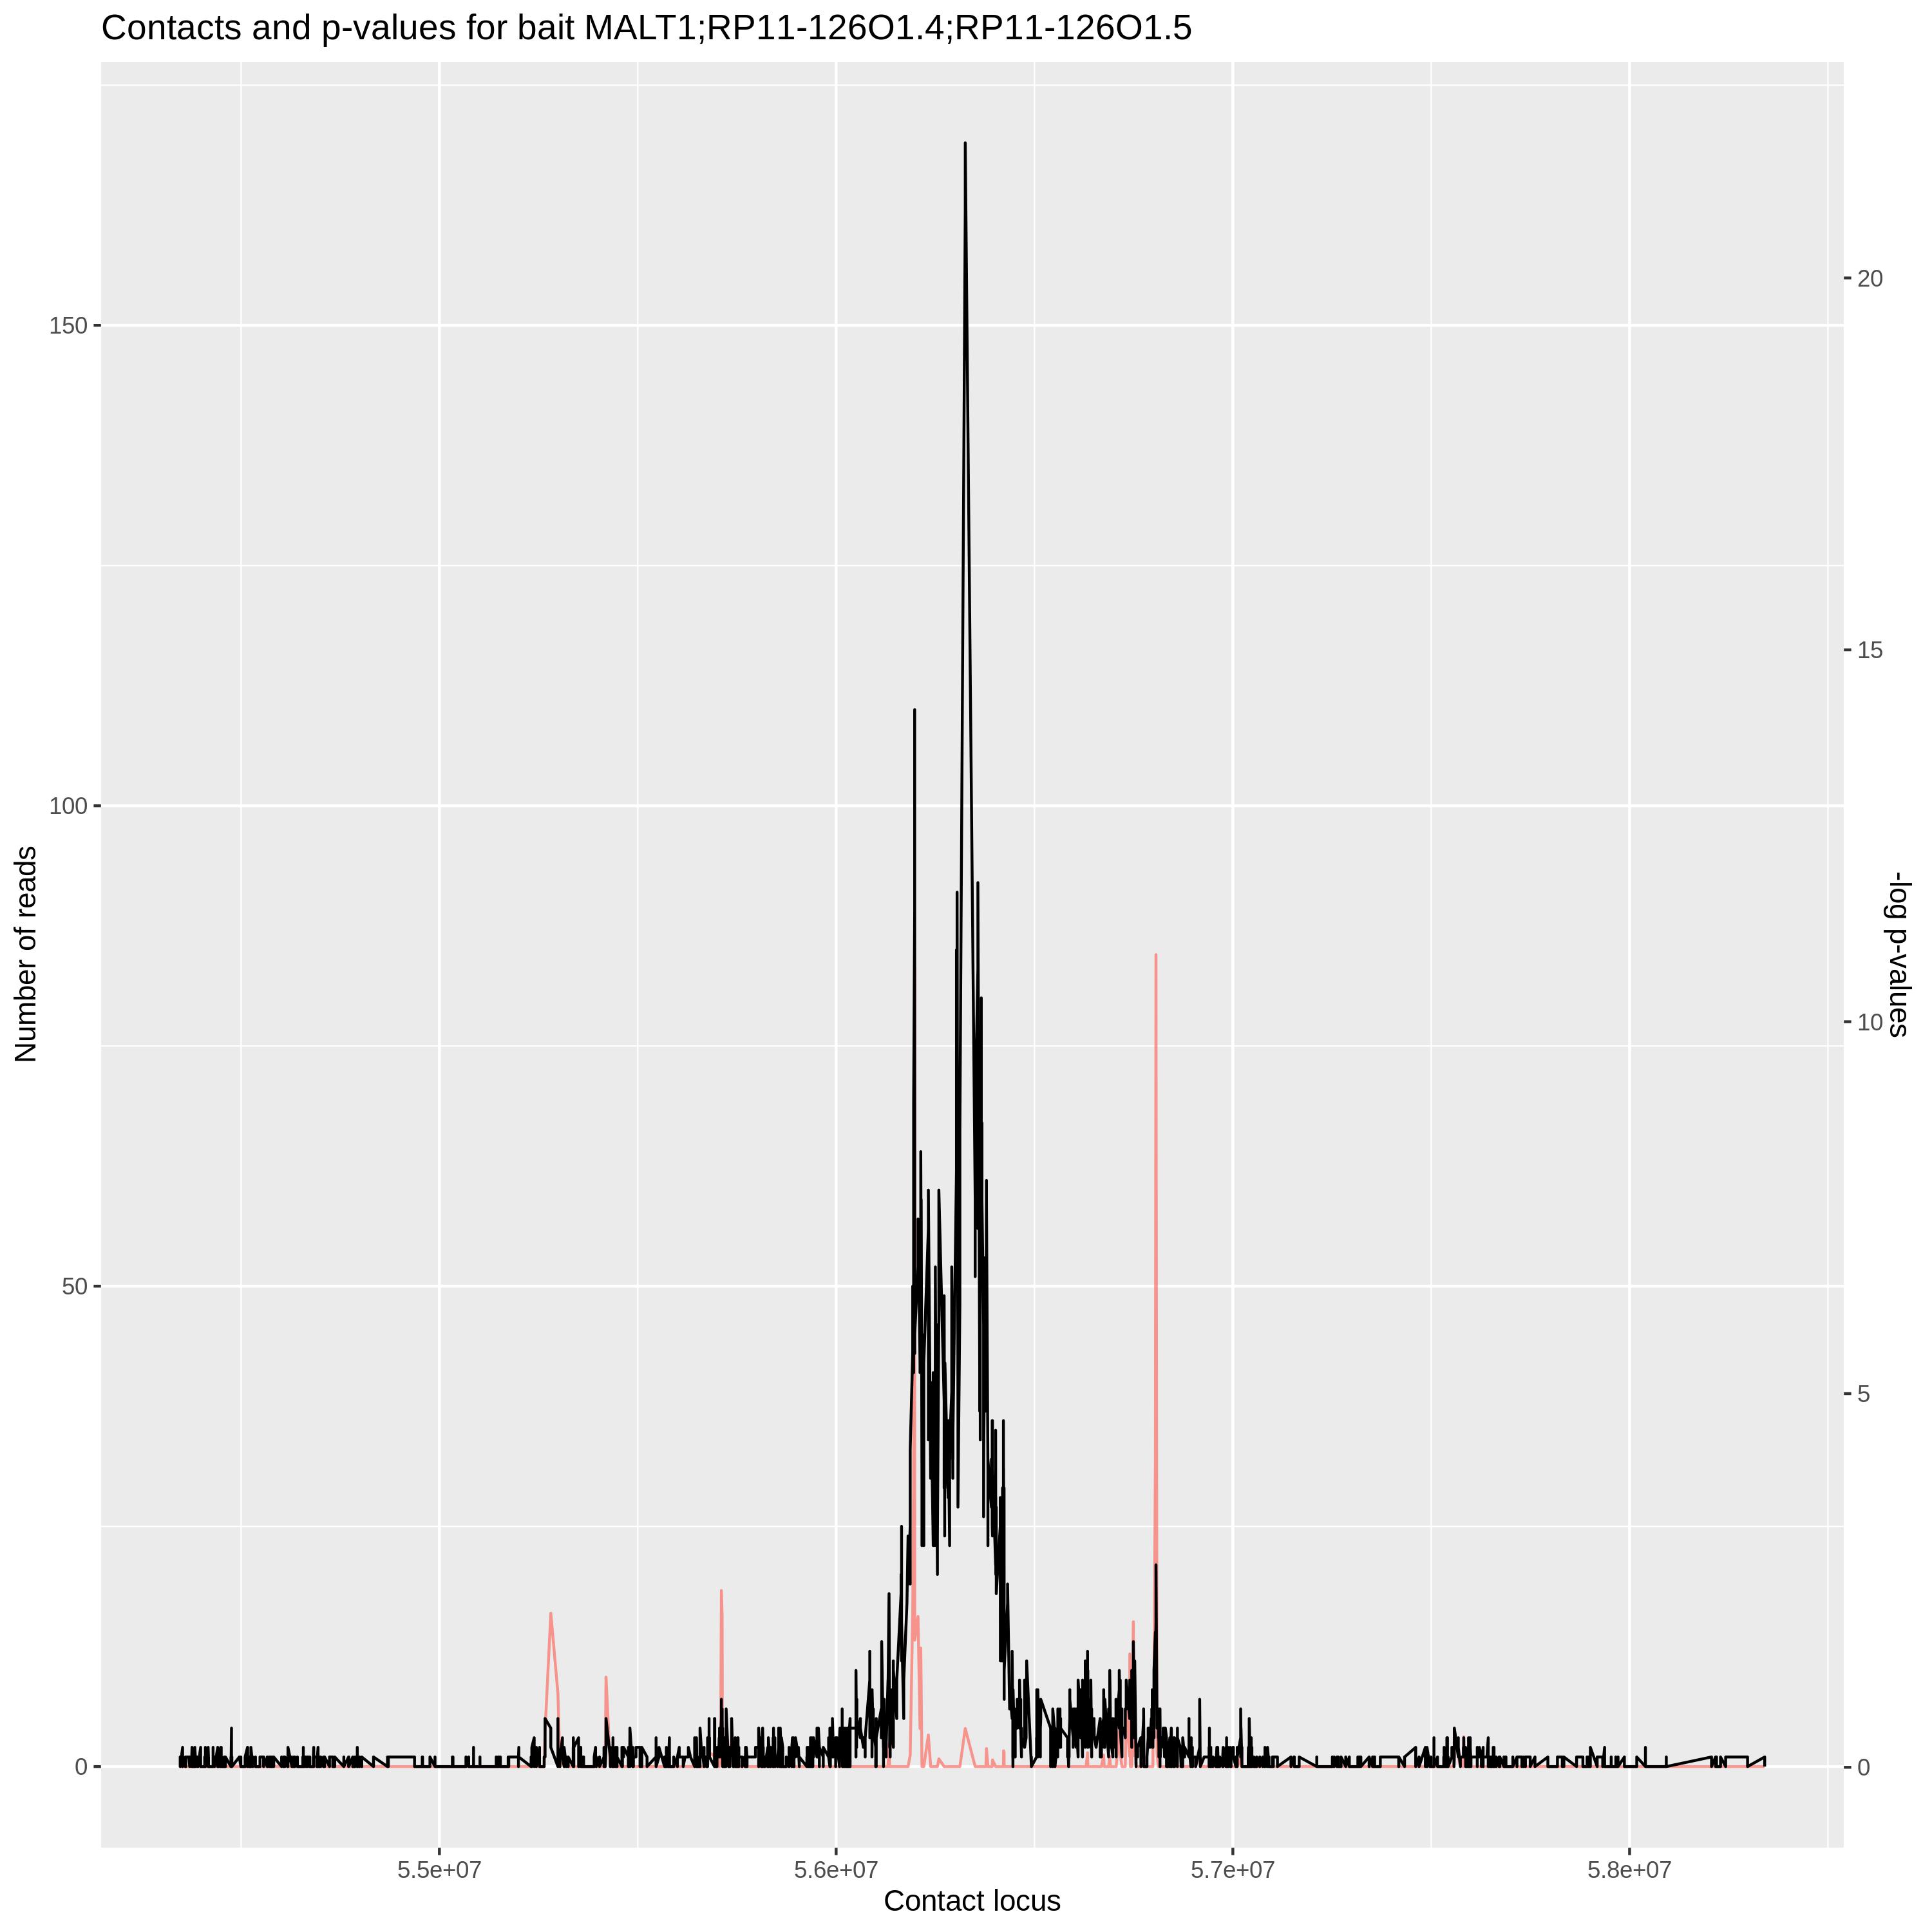 Contacts and p-values for bait MALT1;RP11-126O1.4;RP11-126O1.5
150
100
50
0
Number of reads
20
15
10
5
0
-log p-values
5.5e+07
5.6e+07
5.7e+07
5.8e+07
Contact locus